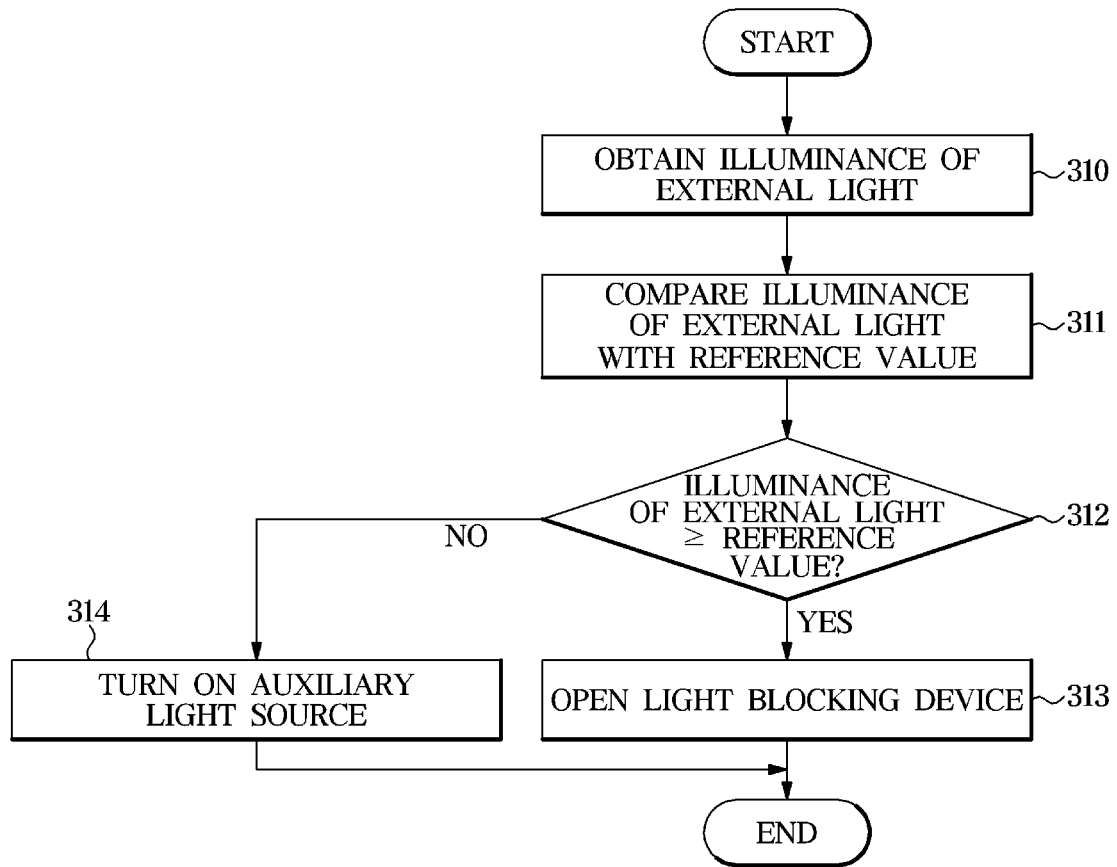 START
OBTAIN ILLUMINANCE OF
EXTERNAL LIGHT
310
COMPARE ILLUMINANCE
OF EXTERNAL LIGHT
WITH REFERENCE VALUE
311
ILLUMINANCE
OF EXTERNAL LIGHT
≥ REFERENCE
VALUE?
312
NO
YES
314
TURN ON AUXILIARY
LIGHT SOURCE
OPEN LIGHT BLOCKING DEVICE
313
END